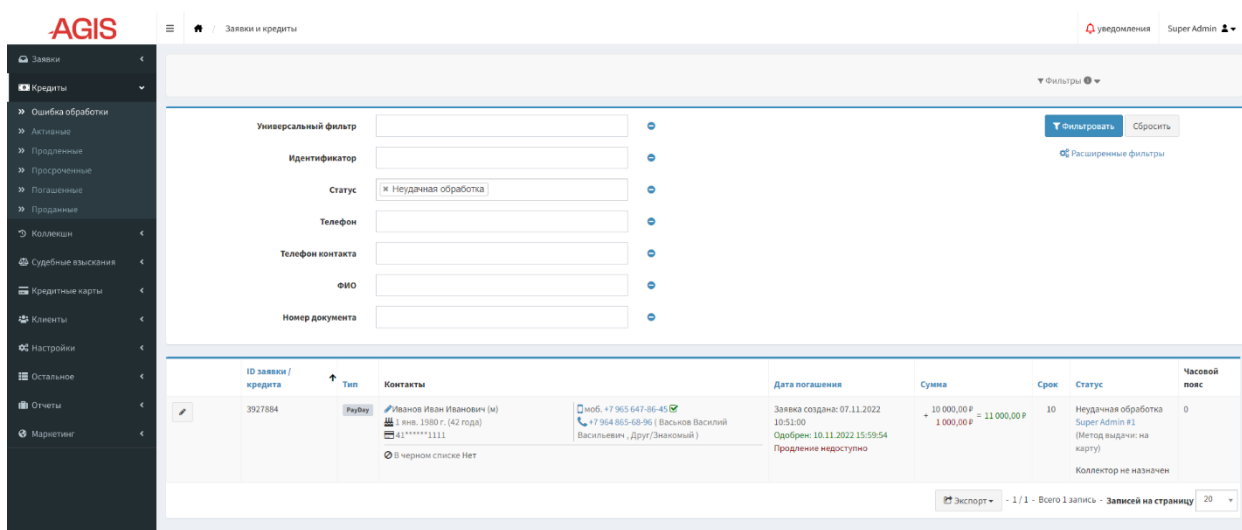 AGIS
Заявки и кредиты
уведомления
Super Admin
Заявки
Кредиты
Ошибка обработки
Активные
Продленные
Просроченные
Погашенные
Проданные
Коллекшн
Судебные взыскания
Кредитные карты
Клиенты
Настройки
Остальное
Отчеты
Маркетинг
Фильтры
Универсальный фильтр
Идентификатор
Статус
× Неудачная обработка
Телефон
Телефон контакта
ФИО
Номер документа
Фильтровать
Сбросить
Расширенные фильтры
ID заявки /
кредита
Тип
Контакты
Дата погашения
Сумма
Срок
Статус
Часовой
пояс
3927884
PayDay
Иванов Иван Иванович (м)
1 янв. 1980 г. (42 года)
41******1111
В черном списке Нет
моб. +7 965 647-86-45
+7 964 865-68-96 ( Васьков Василий
Васильевич , Друг/Знакомый )
Заявка создана: 07.11.2022
10:51:00
Одобрен: 10.11.2022 15:59:54
Продление недоступно
+ 10 000,00 ₽
1 000,00 ₽
= 11 000,00 ₽
10
Неудачная обработка
Super Admin #1
(Метод выдачи: на
карту)
Коллектор не назначен
0
Экспорт
- 1 / 1 - Всего 1 запись - Записей на страницу 20